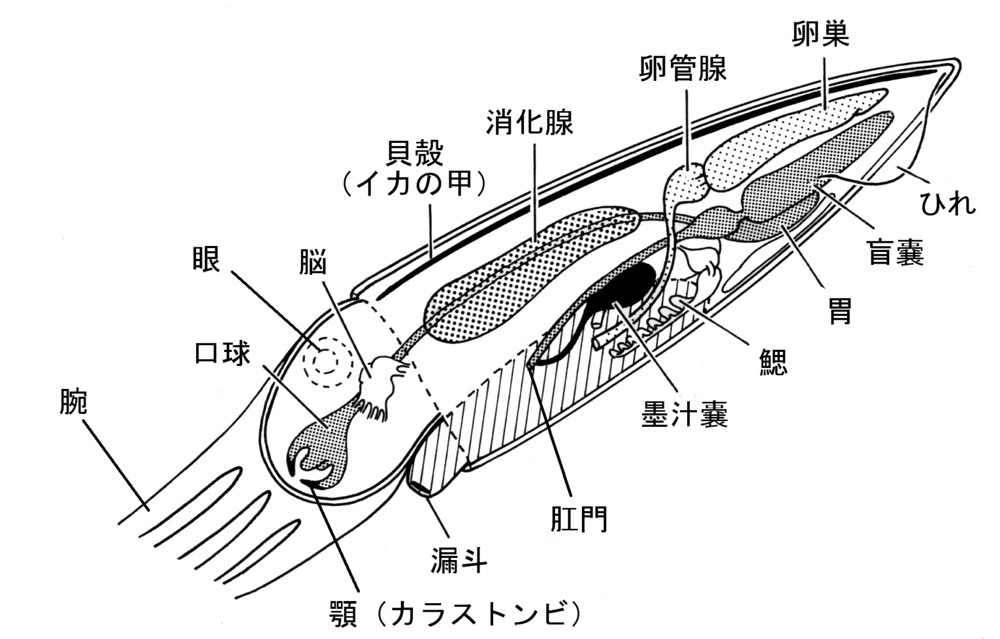 卵巣
卵管腺
消化腺
貝殻
（イカの甲）
ひれ
盲嚢
眼
脳
胃
口球
鰓
腕
墨汁嚢
肛門
漏斗
顎（カラストンビ）